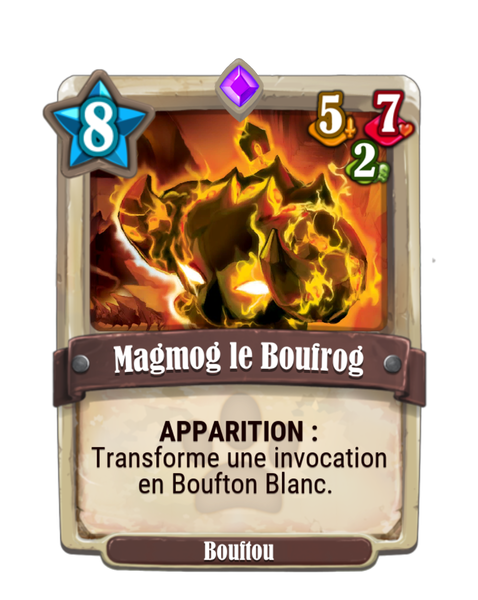 8
5 7
2
Magmog le Boufrog
APPARITION :
Transforme une invocation
en Boufton Blanc.
Bouftou